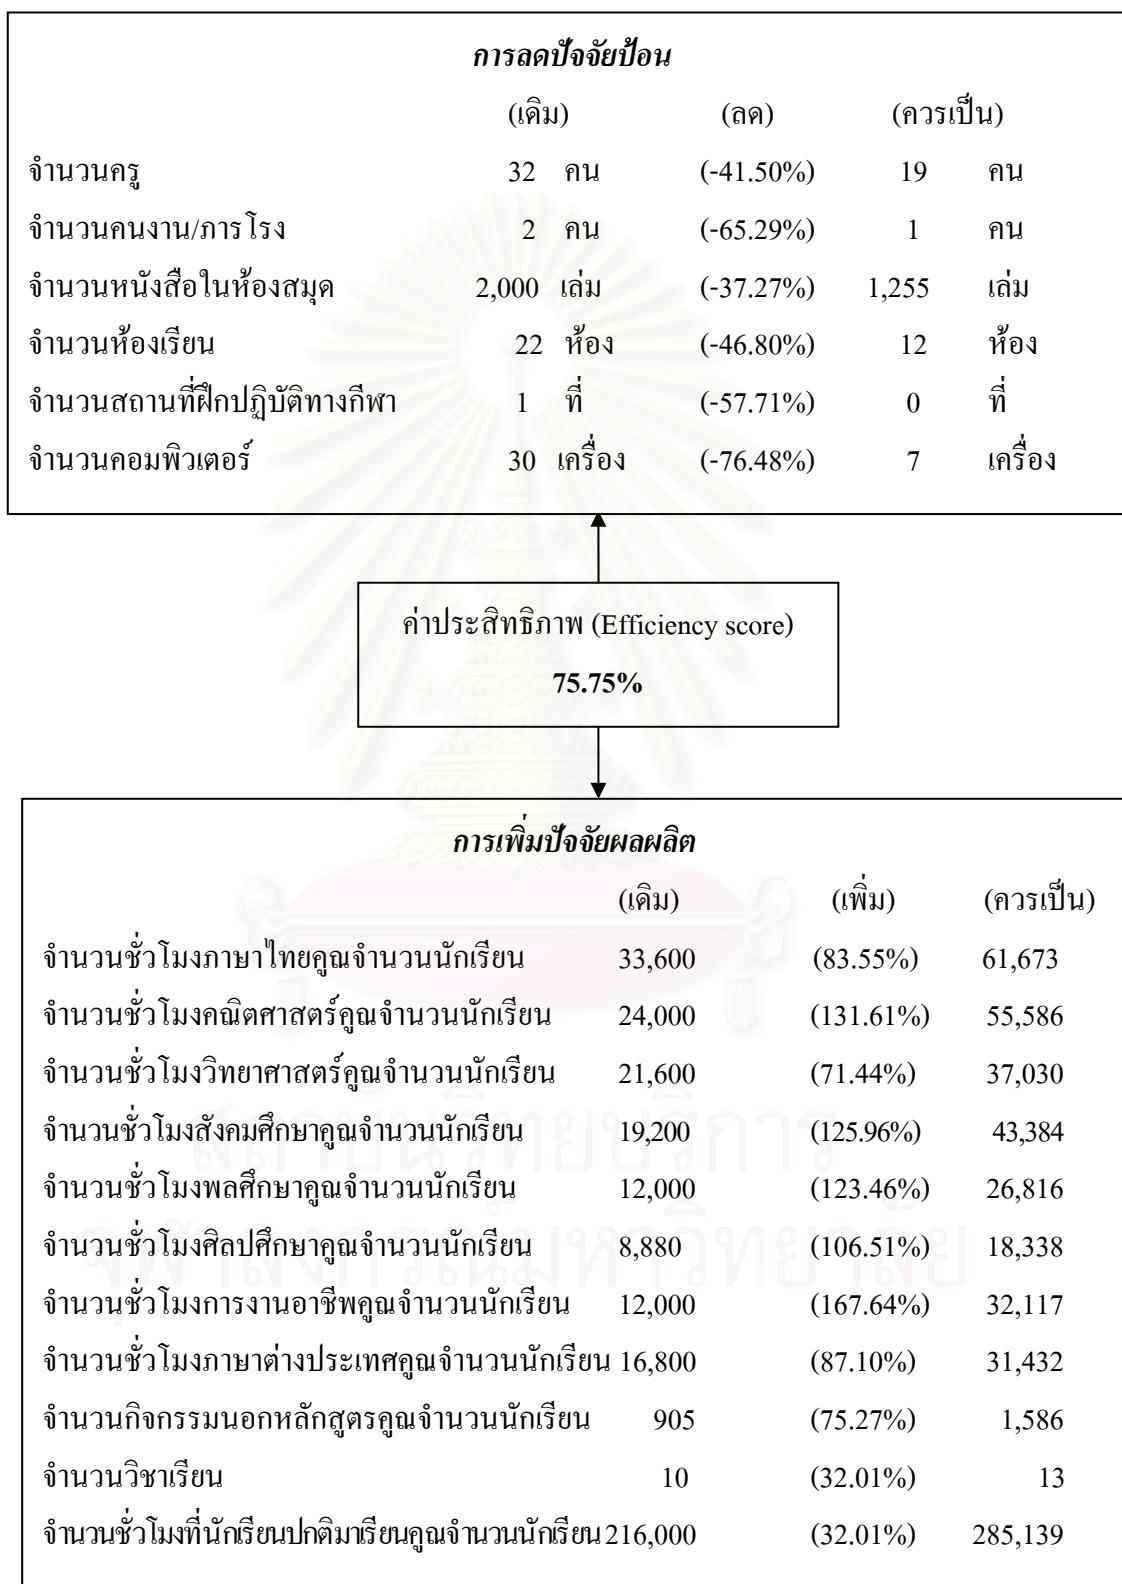 การลดปัจจัยป้อน
(เดิม) (ลด) (ควรเป็น)
จำนวนครู 32 คน (-41.50%) 19 คน
จำนวนคนงาน/ภารโรง 2 คน (-65.29%) 1 คน
จำนวนหนังสือในห้องสมุด 2,000 เล่ม (-37.27%) 1,255 เล่ม
จำนวนห้องเรียน 22 ห้อง (-46.80%) 12 ห้อง
จำนวนสถานที่ฝึกปฏิบัติทางกีฬา 1 ที่ (-57.71%) 0 ที่
จำนวนคอมพิวเตอร์ 30 เครื่อง (-76.48%) 7 เครื่อง
ค่าประสิทธิภาพ (Efficiency score)
75.75%
การเพิ่มปัจจัยผลผลิต
(เดิม) (เพิ่ม) (ควรเป็น)
จำนวนชั่วโมงภาษาไทยคูณจำนวนนักเรียน 33,600 (83.55%) 61,673
จำนวนชั่วโมงคณิตศาสตร์คูณจำนวนนักเรียน 24,000 (131.61%) 55,586
จำนวนชั่วโมงวิทยาศาสตร์คูณจำนวนนักเรียน 21,600 (71.44%) 37,030
จำนวนชั่วโมงสังคมศึกษาคูณจำนวนนักเรียน 19,200 (125.96%) 43,384
จำนวนชั่วโมงพลศึกษาคูณจำนวนนักเรียน 12,000 (123.46%) 26,816
จำนวนชั่วโมงศิลปศึกษาคูณจำนวนนักเรียน 8,880 (106.51%) 18,338
จำนวนชั่วโมงการงานอาชีพคูณจำนวนนักเรียน 12,000 (167.64%) 32,117
จำนวนชั่วโมงภาษาต่างประเทศคูณจำนวนนักเรียน 16,800 (87.10%) 31,432
จำนวนกิจกรรมนอกหลักสูตรคูณจำนวนนักเรียน 905 (75.27%) 1,586
จำนวนวิชาเรียน 10 (32.01%) 13
จำนวนชั่วโมงที่นักเรียนปกติมาเรียนคูณจำนวนนักเรียน 216,000 (32.01%) 285,139
สถาบันวิทยบริการ
จุฬาลงกรณ์มหาวิทยาลัย